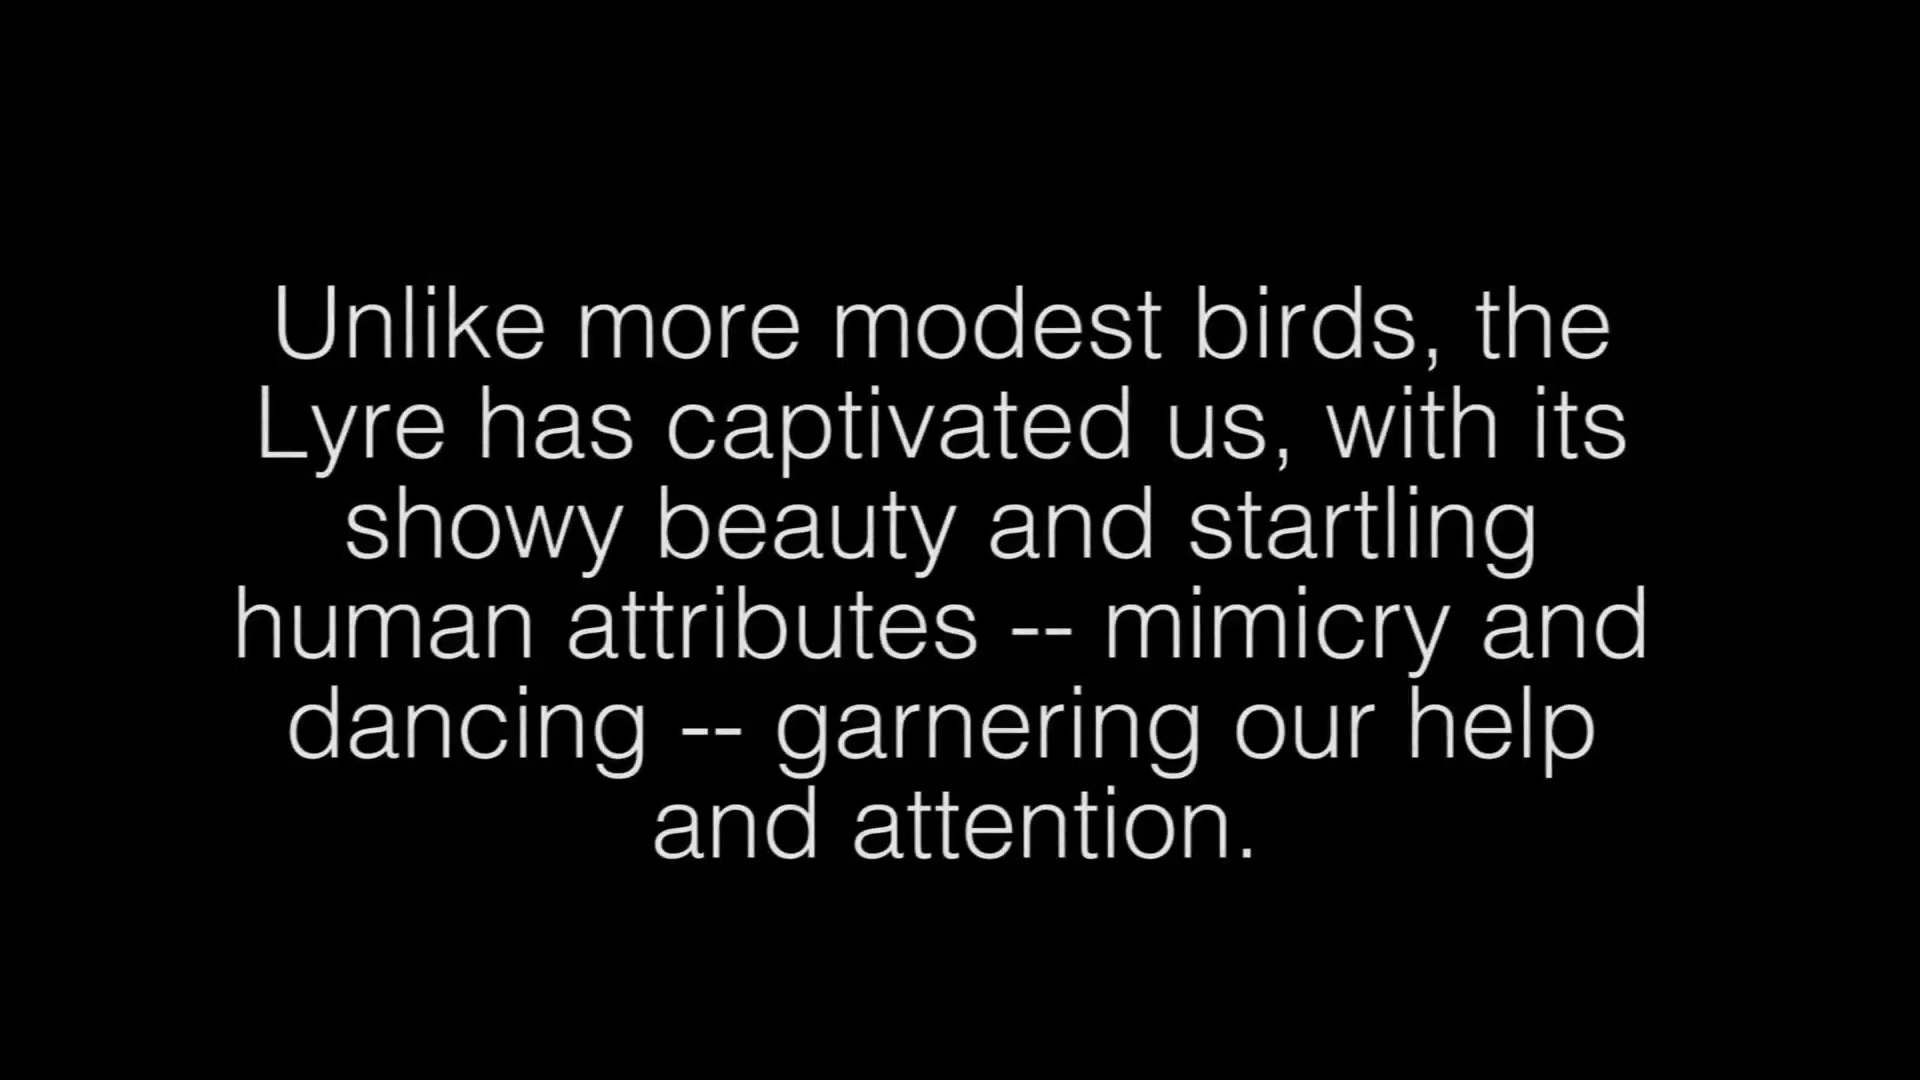 Unlike more modest birds, the
Lyre has captivated us, with its
showy beauty and startling
human attributes -- mimicry and
dancing -- garnering our help
and attention.